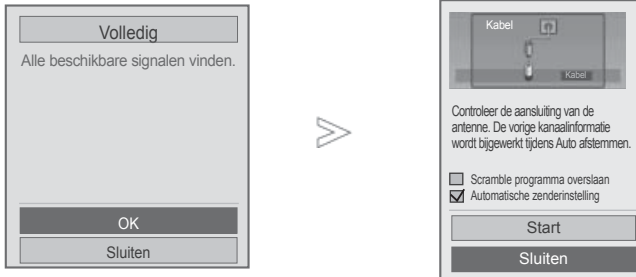 Volledig
Alle beschikbare signalen vinden.
OK
Sluiten
Kabel
Kabel
Controleer de aansluiting van de
antenne. De vorige kanaalinformatie
wordt bijgewerkt tijdens Auto afstemmen.
Scramble programma overslaan
Automatische zenderinstelling
Start
Sluiten